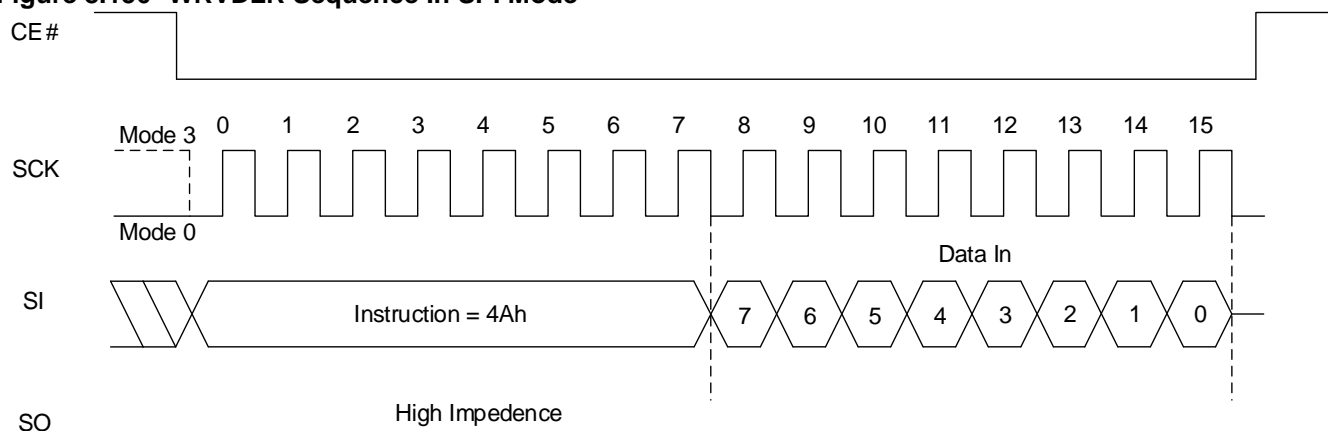 CE#
Mode 3 0 1 2 3 4 5 6 7 8 9 10 11 12 13 14 15
SCK
Mode 0
Data In
SI
Instruction = 4Ah 7 6 5 4 3 2 1 0
High Impedence
SO